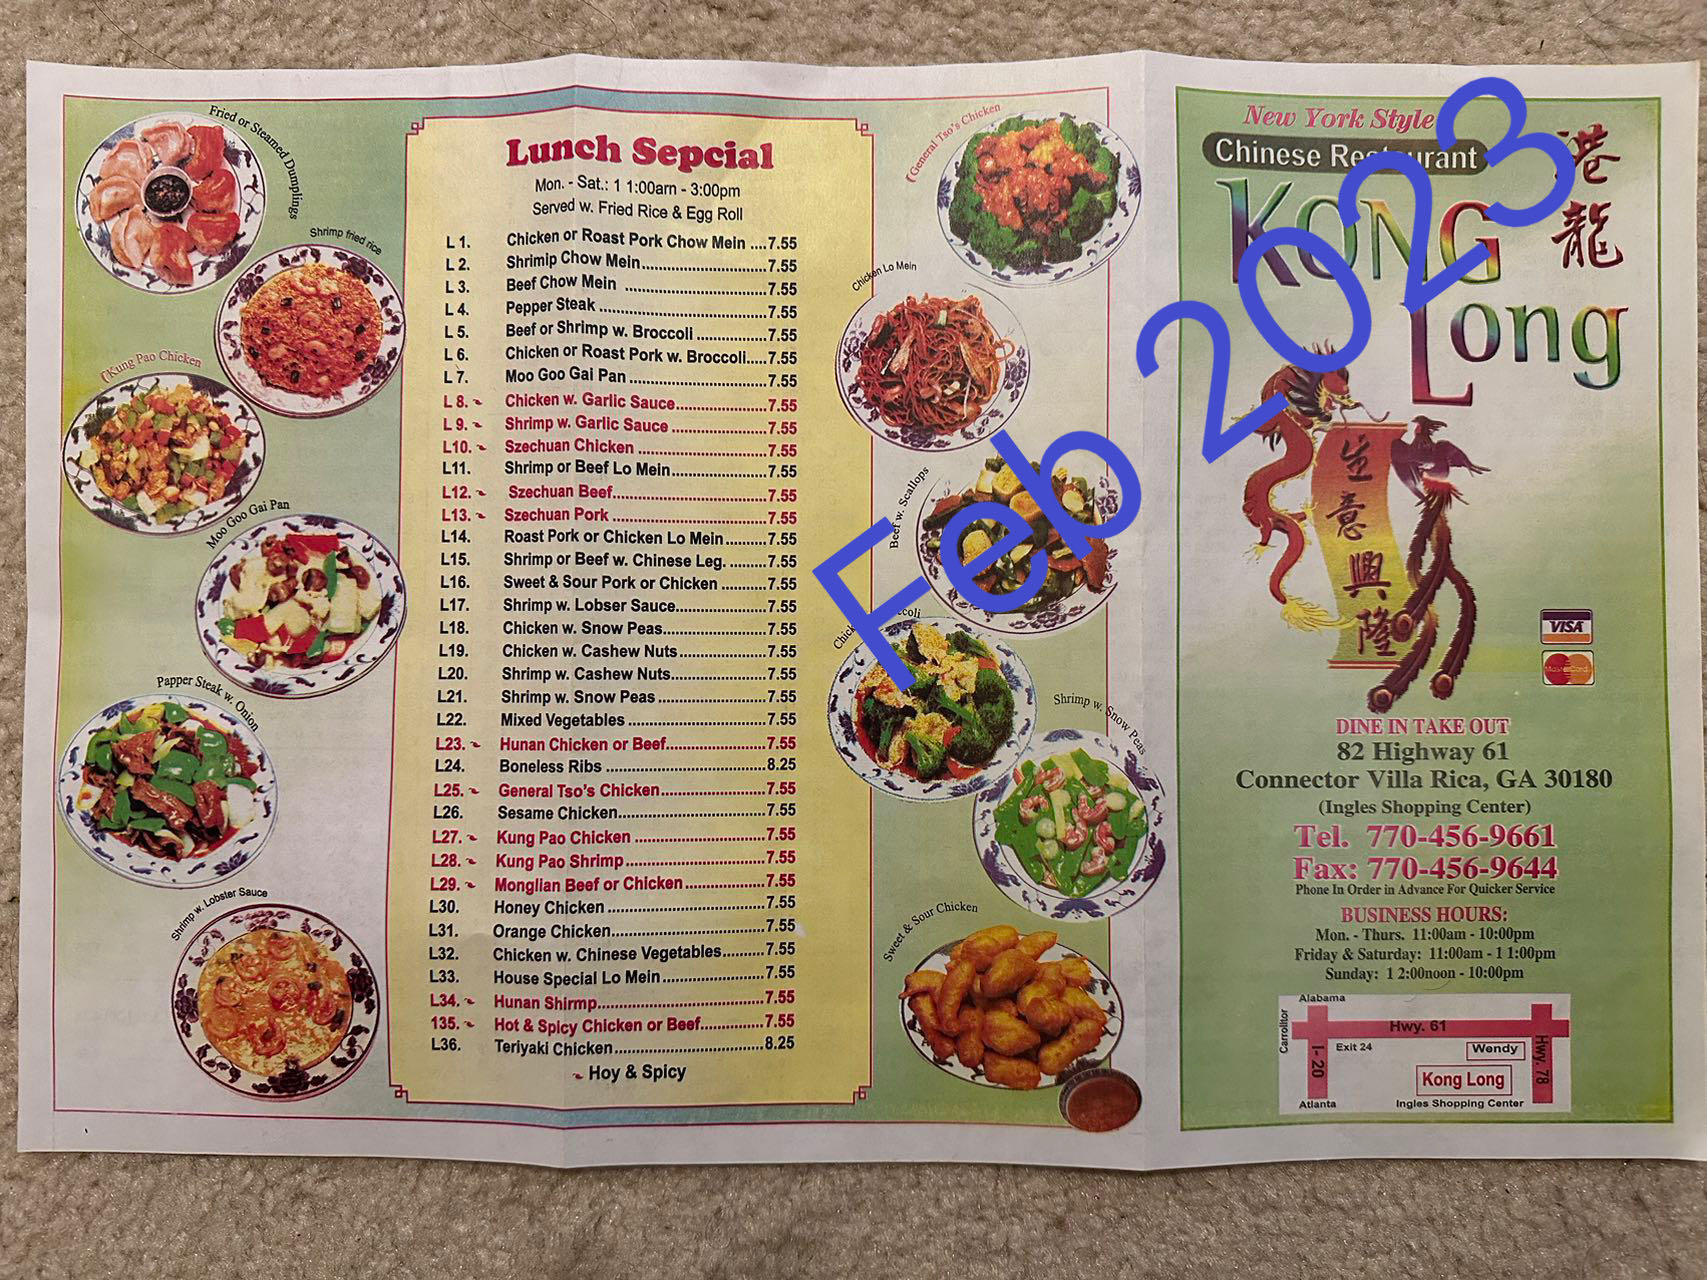 Fried or Steamed Dumplings
Shrimp fried rice
Kung Pao Chicken
Moo Goo Gai Pan
Papper Steak w. Onion
Shrimp w. Lobster Sauce
Lunch Sepcial
Mon. - Sat.: 1 1:00am - 3:00pm
Served w. Fried Rice & Egg Roll
L 1. Chicken or Roast Pork Chow Mein ....7.55
L 2. Shrimip Chow Mein..........7.55
L 3. Beef Chow Mein ..........7.55
L 4. Pepper Steak ..........7.55
L 5. Beef or Shrimp w. Broccoli ..........7.55
L 6. Chicken or Roast Pork w. Broccoli.....7.55
L 7. Moo Goo Gai Pan ..........7.55
L 8. Chicken w. Garlic Sauce..........7.55
L 9. Shrimp w. Garlic Sauce ..........7.55
L10. Szechuan Chicken ..........7.55
L11. Shrimp or Beef Lo Mein..........7.55
L12. Szechuan Beef..........7.55
L13. Szechuan Pork ..........7.55
L14. Roast Pork or Chicken Lo Mein..........7.55
L15. Shrimp or Beef w. Chinese Leg. ........7.55
L16. Sweet & Sour Pork or Chicken ..........7.55
L17. Shrimp w. Lobser Sauce..........7.55
L18. Chicken w. Snow Peas..........7.55
L19. Chicken w. Cashew Nuts..........7.55
L20. Shrimp w. Cashew Nuts..........7.55
L21. Shrimp w. Snow Peas ..........7.55
L22. Mixed Vegetables ..........7.55
L23. Hunan Chicken or Beef..........7.55
L24. Boneless Ribs ..........8.25
L25. General Tso's Chicken..........7.55
L26. Sesame Chicken..........7.55
L27. Kung Pao Chicken ..........7.55
L28. Kung Pao Shrimp ..........7.55
L29. Monglian Beef or Chicken ..........7.55
L30. Honey Chicken ..........7.55
L31. Orange Chicken..........7.55
L32. Chicken w. Chinese Vegetables.........7.55
L33. House Special Lo Mein ..........7.55
L34. Hunan Shirmp..........7.55
135. Hot & Spicy Chicken or Beef..........7.55
L36. Teriyaki Chicken..........8.25
Hoy & Spicy
General Tso's Chicken
Chicken Lo Mein
Beef w. Scallops
Shrimp w. Snow Peas
Sweet & Sour Chicken
Feb 2023
New York Style
Chinese Restaurant
KONG
Long
港龍
生意興隆
VISA
MasterCard
DINE IN TAKE OUT
82 Highway 61
Connector Villa Rica, GA 30180
(Ingles Shopping Center)
Tel. 770-456-9661
Fax: 770-456-9644
Phone In Order in Advance For Quicker Service
BUSINESS HOURS:
Mon. - Thurs. 11:00am - 10:00pm
Friday & Saturday: 11:00am - 1 1:00pm
Sunday: 1 2:00noon - 10:00pm
Alabama
Carrolltor
Hwy. 61
I-20
Exit 24
Wendy
Hwy. 78
Kong Long
Atlanta
Ingles Shopping Center